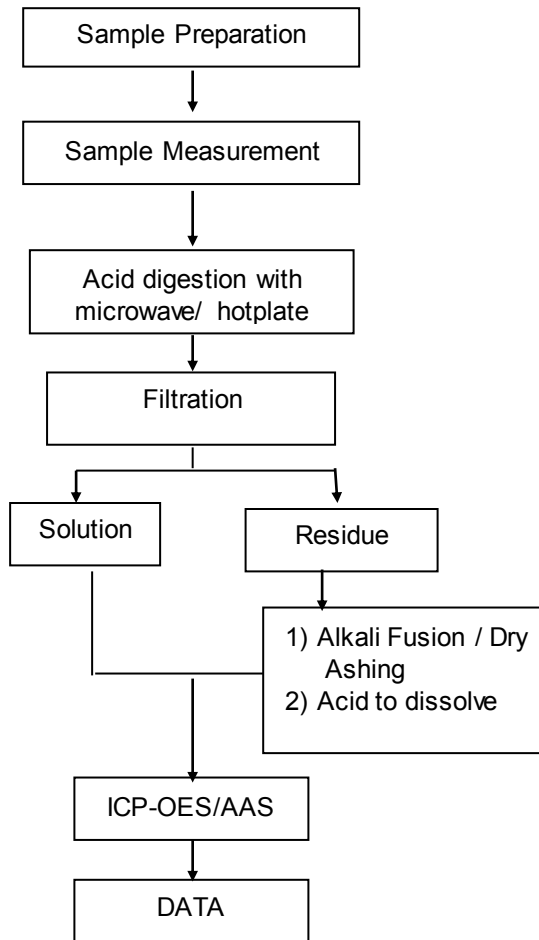 Sample Preparation
Sample Measurement
Acid digestion with
microwave/ hotplate
Filtration
Solution
Residue
1) Alkali Fusion / Dry
Ashing
2) Acid to dissolve
ICP-OES/AAS
DATA